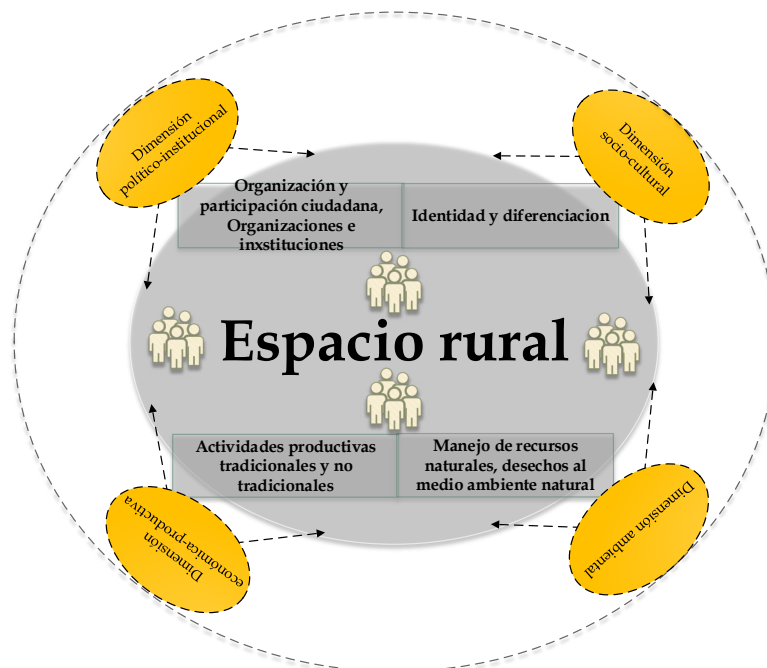 Dimensión
político-institucional
Dimensión
socio-cultural
Organización y
participación ciudadana,
Organizaciones e
inxstituciones
Identidad y diferenciacion
Espacio rural
Actividades productivas
tradicionales y no
tradicionales
Manejo de recursos
naturales, desechos al
medio ambiente natural
Dimensión
económica-productiva
Dimensión ambiental